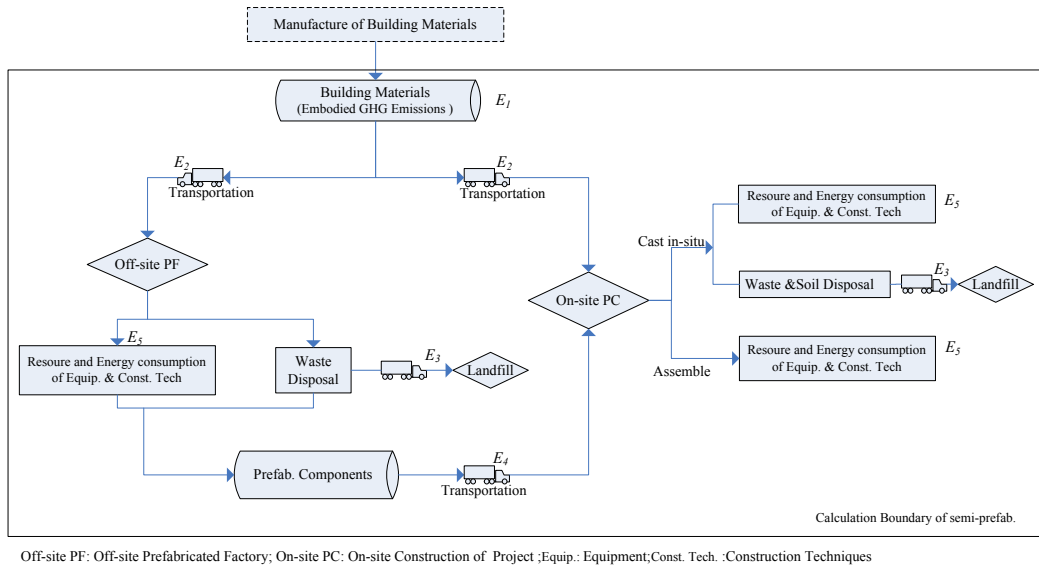 Manufacture of Building Materials
Building Materials
(Embodied GHG Emissions )
E1
E2
Transportation
E2
Transportation
Off-site PF
E5
Resoure and Energy consumption
of Equip. & Const. Tech
Waste
Disposal
E3
Landfill
Prefab. Components
E4
Transportation
On-site PC
Cast in-situ
Resoure and Energy consumption
of Equip. & Const. Tech
E5
Waste &Soil Disposal
E3
Landfill
Assemble
Resoure and Energy consumption
of Equip. & Const. Tech
E5
Calculation Boundary of semi-prefab.
Off-site PF: Off-site Prefabricated Factory; On-site PC: On-site Construction of Project ;Equip.: Equipment;Const. Tech. :Construction Techniques